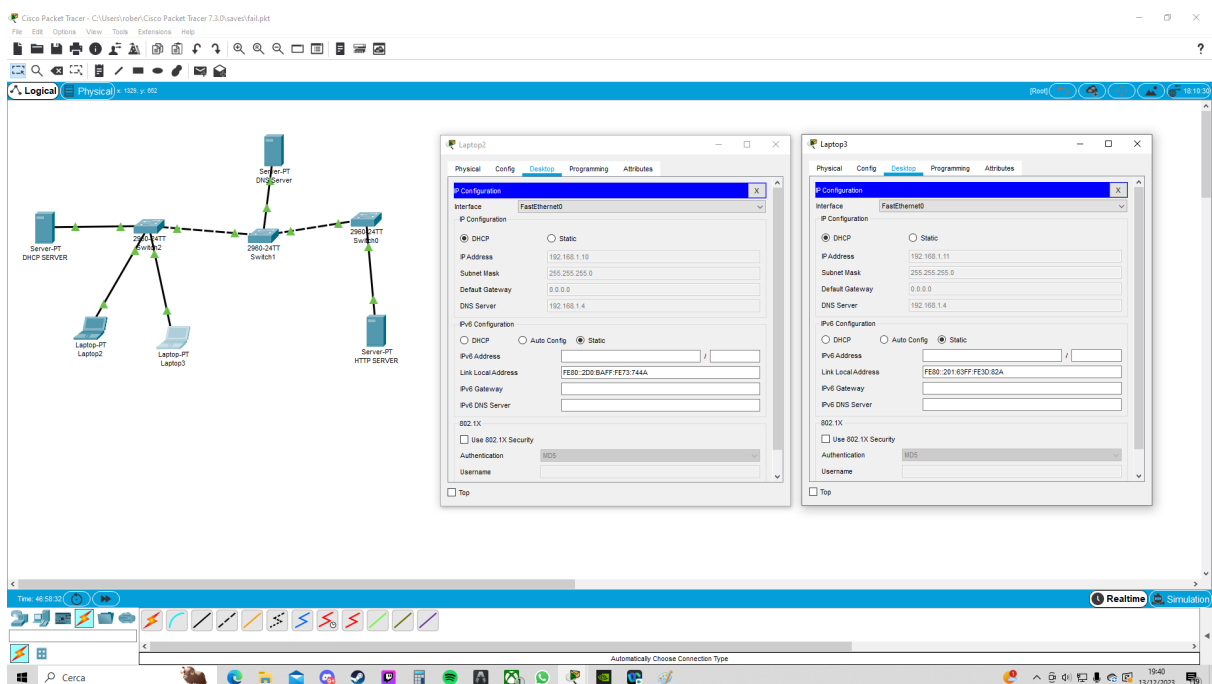 Cisco Packet Tracer - C:\Users\rober\Cisco Packet Tracer 7.3.0\saves\fail.pkt
File Edit Options View Tools Extensions Help
?
Logical Physical x: 1329, y: 652 [Root] 18:10:30
Server-PT
DNS Server
Server-PT
DHCP SERVER
2960-24TT
Switch2
2960-24TT
Switch1
2960-24TT
Switch0
Laptop-PT
Laptop2
Laptop-PT
Laptop3
Server-PT
HTTP SERVER
Laptop2
Physical Config Desktop Programming Attributes
IP Configuration X
Interface FastEthernet0
IP Configuration
DHCP Static
IP Address 192.168.1.10
Subnet Mask 255.255.255.0
Default Gateway 0.0.0.0
DNS Server 192.168.1.4
IPv6 Configuration
DHCP Auto Config Static
IPv6 Address /
Link Local Address FE80::2D0:BAFF:FE73:744A
IPv6 Gateway
IPv6 DNS Server
802.1X
Use 802.1X Security
Authentication MD5
Username
Top
Laptop3
Physical Config Desktop Programming Attributes
IP Configuration X
Interface FastEthernet0
IP Configuration
DHCP Static
IP Address 192.168.1.11
Subnet Mask 255.255.255.0
Default Gateway 0.0.0.0
DNS Server 192.168.1.4
IPv6 Configuration
DHCP Auto Config Static
IPv6 Address /
Link Local Address FE80::201:63FF:FE3D:82A
IPv6 Gateway
IPv6 DNS Server
802.1X
Use 802.1X Security
Authentication MD5
Username
Top
Time: 46:58:32 Realtime Simulation
Automatically Choose Connection Type
Cerca
19:40
13/12/2023